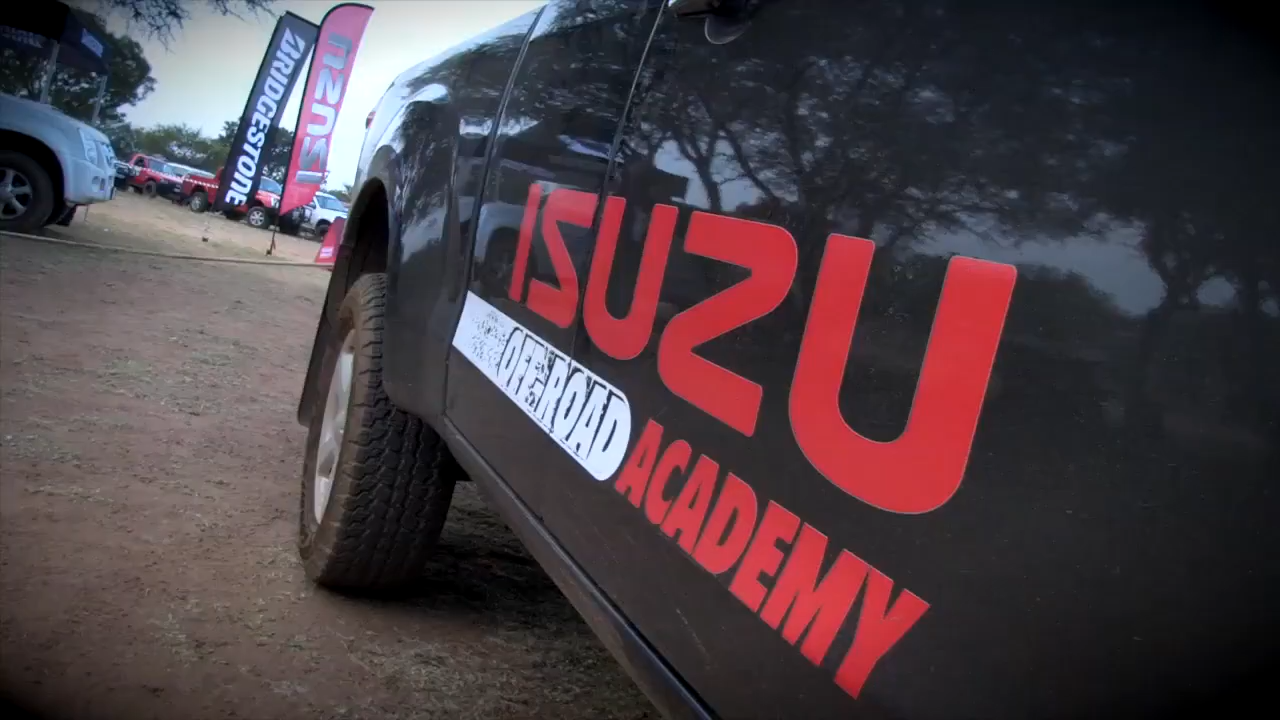 BRIDGESTONE
ISUZU
ISUZU
OFF-ROAD
ACADEMY